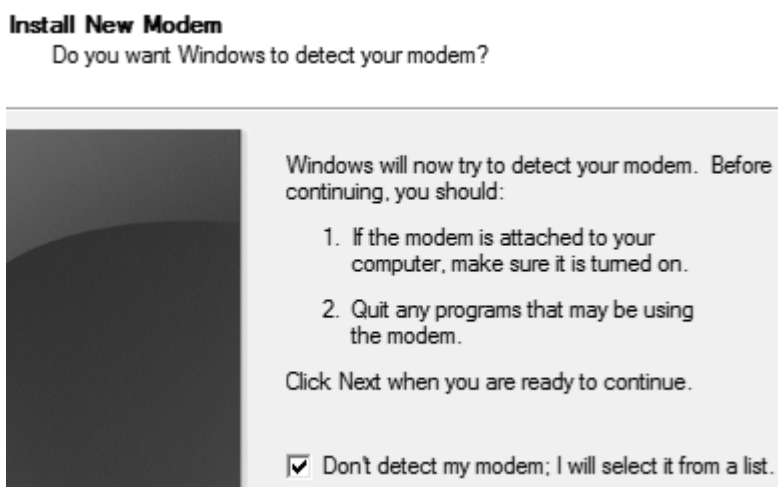 Install New Modem
Do you want Windows to detect your modem?
Windows will now try to detect your modem. Before
continuing, you should:
1. If the modem is attached to your
computer, make sure it is turned on.
2. Quit any programs that may be using
the modem.
Click Next when you are ready to continue.
Don't detect my modem; I will select it from a list.